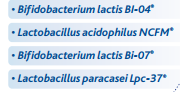 • Bifidobacterium lactis Bl-04*
• Lactobacillus acidophilus NCFM*
• Bifidobacterium lactis Bi-07*
• Lactobacillus paracasei Lpc-37*